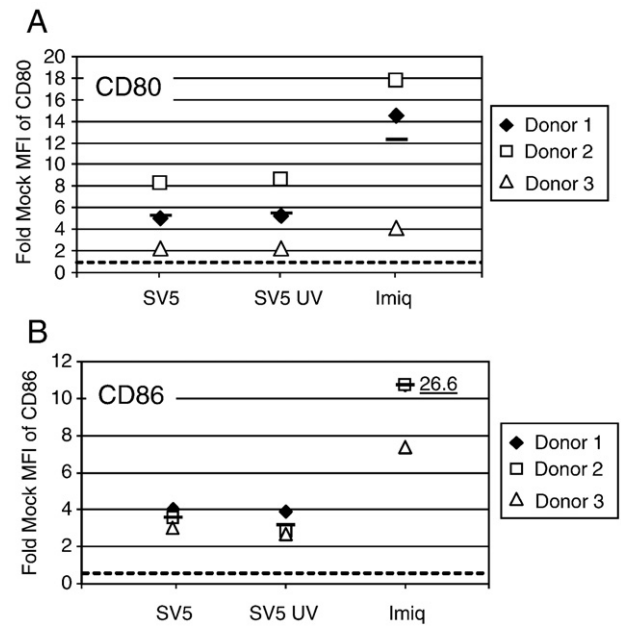 A
Fold Mock MFI of CD80
20
18
16
14
12
10
8
6
4
2
0
CD80
SV5
SV5 UV
Imiq
Donor 1
Donor 2
Donor 3
B
Fold Mock MFI of CD86
12
10
8
6
4
2
0
CD86
26.6
SV5
SV5 UV
Imiq
Donor 1
Donor 2
Donor 3